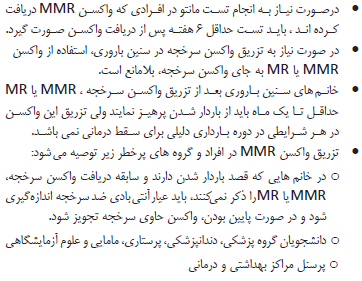 • درصورت نیاز به انجام تست مانتو در افرادی که واکسن MMR دریافت
کرده اند ، باید تست حداقل ۶ هفته پس از دریافت واکسن صورت گیرد.
• در صورت نیاز به تزریق واکسن سرخجه در سنین باروری، استفاده از واکسن
MMR یا MR به جای واکسن سرخجه، بلامانع است.
• خانم های سنین باروری بعد از تزریق واکسن سرخجه ، MMR یا MR
حداقل تا یک ماه باید از باردار شدن پرهیز نمایند ولی تزریق این واکسن
در هر شرایطی در دوره بارداری دلیلی برای سقط درمانی نمی باشد.
• تزریق واکسن MMR در افراد و گروه های پرخطر زیر توصیه می‌شود:
○ در خانم هایی که قصد باردار شدن دارند و سابقه دریافت واکسن سرخجه،
MMR یا MR را ذکر نمی‌کنند، باید عیار آنتی‌بادی ضد سرخجه اندازه‌گیری
شود و در صورت پایین بودن، واکسن حاوی سرخجه تجویز شود.
○ دانشجویان گروه پزشکی، دندانپزشکی، پرستاری، مامایی و علوم آزمایشگاهی
○ پرسنل مراکز بهداشتی و درمانی